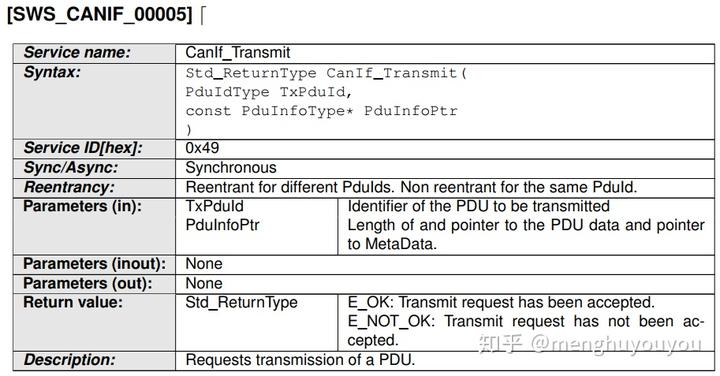 [SWS_CANIF_00005] ⌈
Service name: CanIf_Transmit
Syntax: Std_ReturnType CanIf_Transmit(
PduIdType TxPduId,
const PduInfoType* PduInfoPtr
)
Service ID[hex]: 0x49
Sync/Async: Synchronous
Reentrancy: Reentrant for different PduIds. Non reentrant for the same PduId.
Parameters (in): TxPduId Identifier of the PDU to be transmitted
PduInfoPtr Length of and pointer to the PDU data and pointer
to MetaData.
Parameters (inout): None
Parameters (out): None
Return value: Std_ReturnType E_OK: Transmit request has been accepted.
E_NOT_OK: Transmit request has not been ac-
cepted.
Description: Requests transmission of a PDU.
知乎 @menghuyouyou